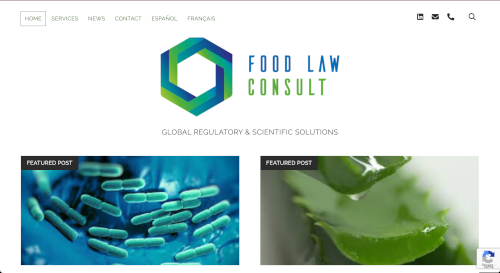 HOME SERVICES NEWS CONTACT ESPAÑOL FRANÇAIS
FOOD LAW
CONSULT
GLOBAL REGULATORY & SCIENTIFIC SOLUTIONS
FEATURED POST FEATURED POST